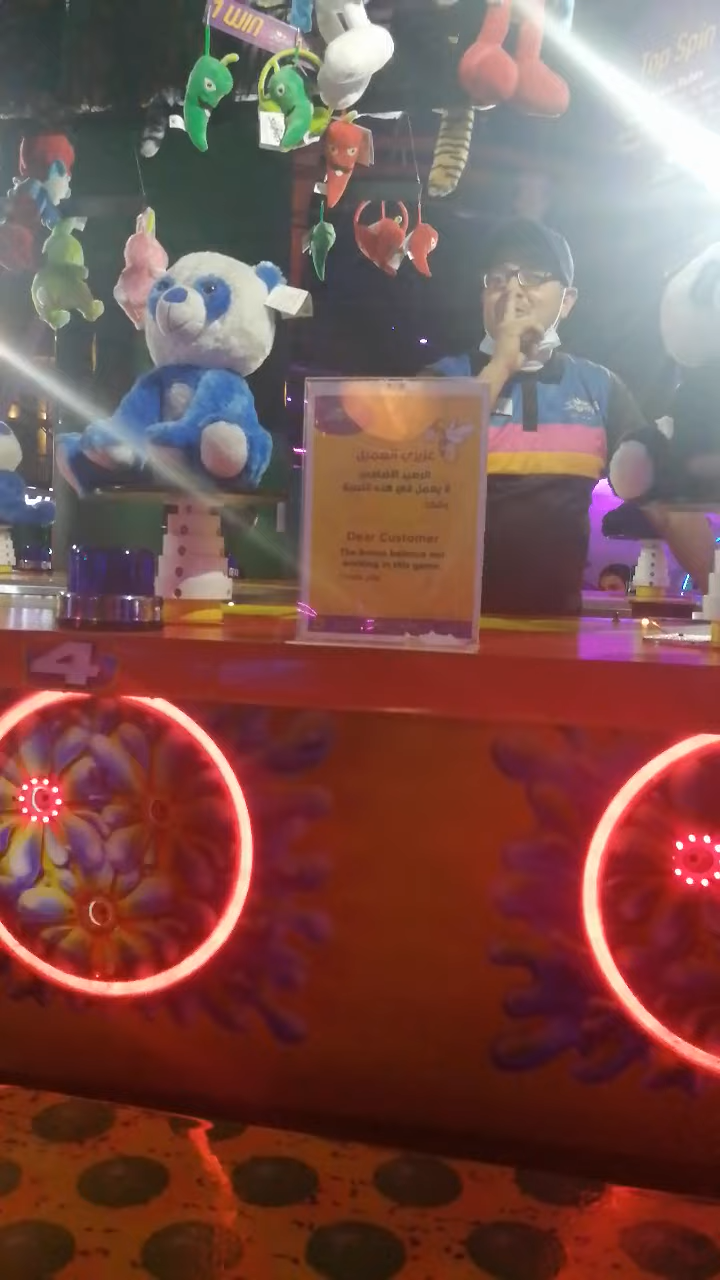 1 WIN
Top Spin
عزيزي العميل
الرصيد الاضافي
لا يعمل في هذه اللعبة
Dear Customer
The bonus balance not
working in this game
4